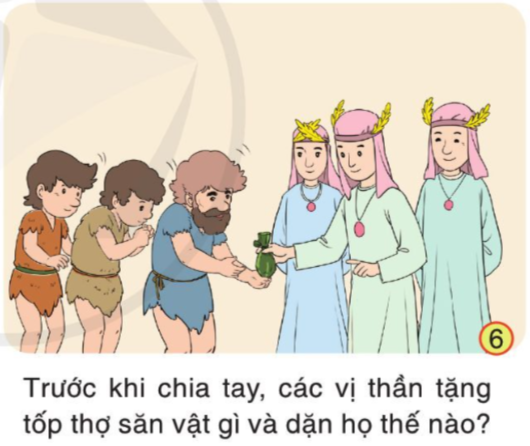 6
Trước khi chia tay, các vị thần tặng
tốp thợ săn vật gì và dặn họ thế nào?